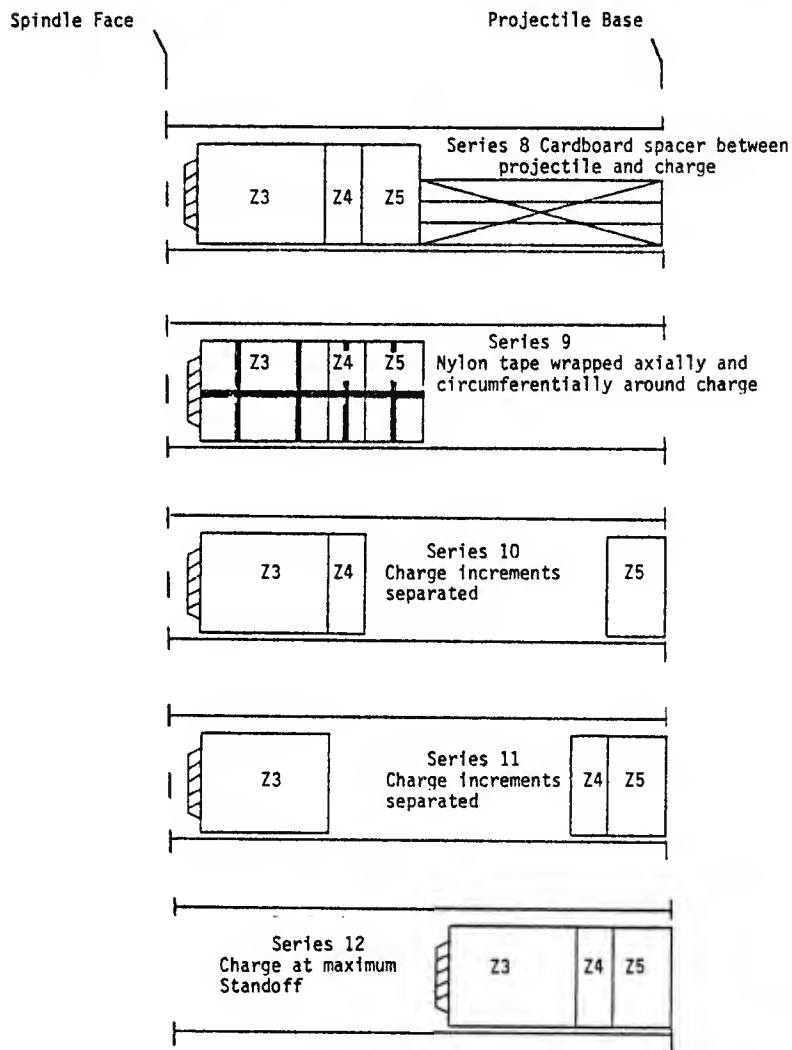 Spindle Face
Projectile Base
Series 8 Cardboard spacer between
projectile and charge
Z3 Z4 Z5
Series 9
Nylon tape wrapped axially and
circumferentially around charge
Z3 Z4 Z5
Series 10
Charge increments
separated
Z3 Z4 Z5
Series 11
Charge increments
separated
Z3 Z4 Z5
Series 12
Charge at maximum
Standoff
Z3 Z4 Z5